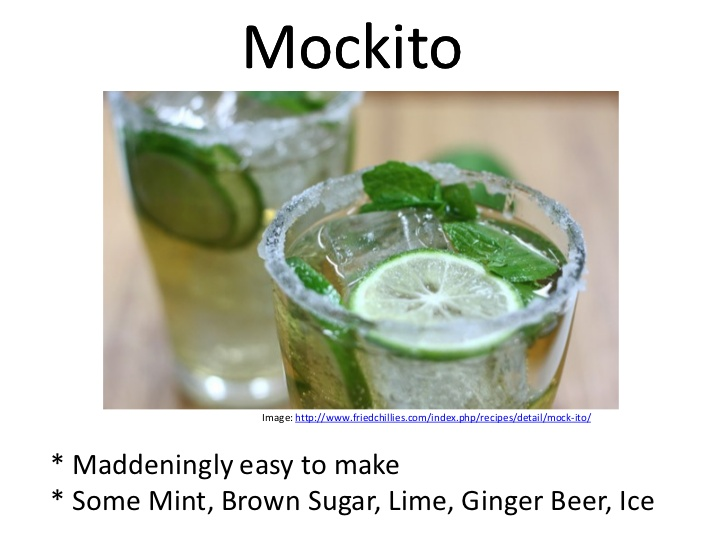 Mockito
Image: http://www.friedchillies.com/index.php/recipes/detail/mock-ito/
* Maddeningly easy to make
* Some Mint, Brown Sugar, Lime, Ginger Beer, Ice